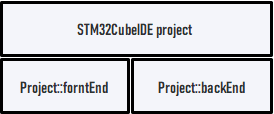 STM32CubeIDE project
Project::forntEnd
Project::backEnd